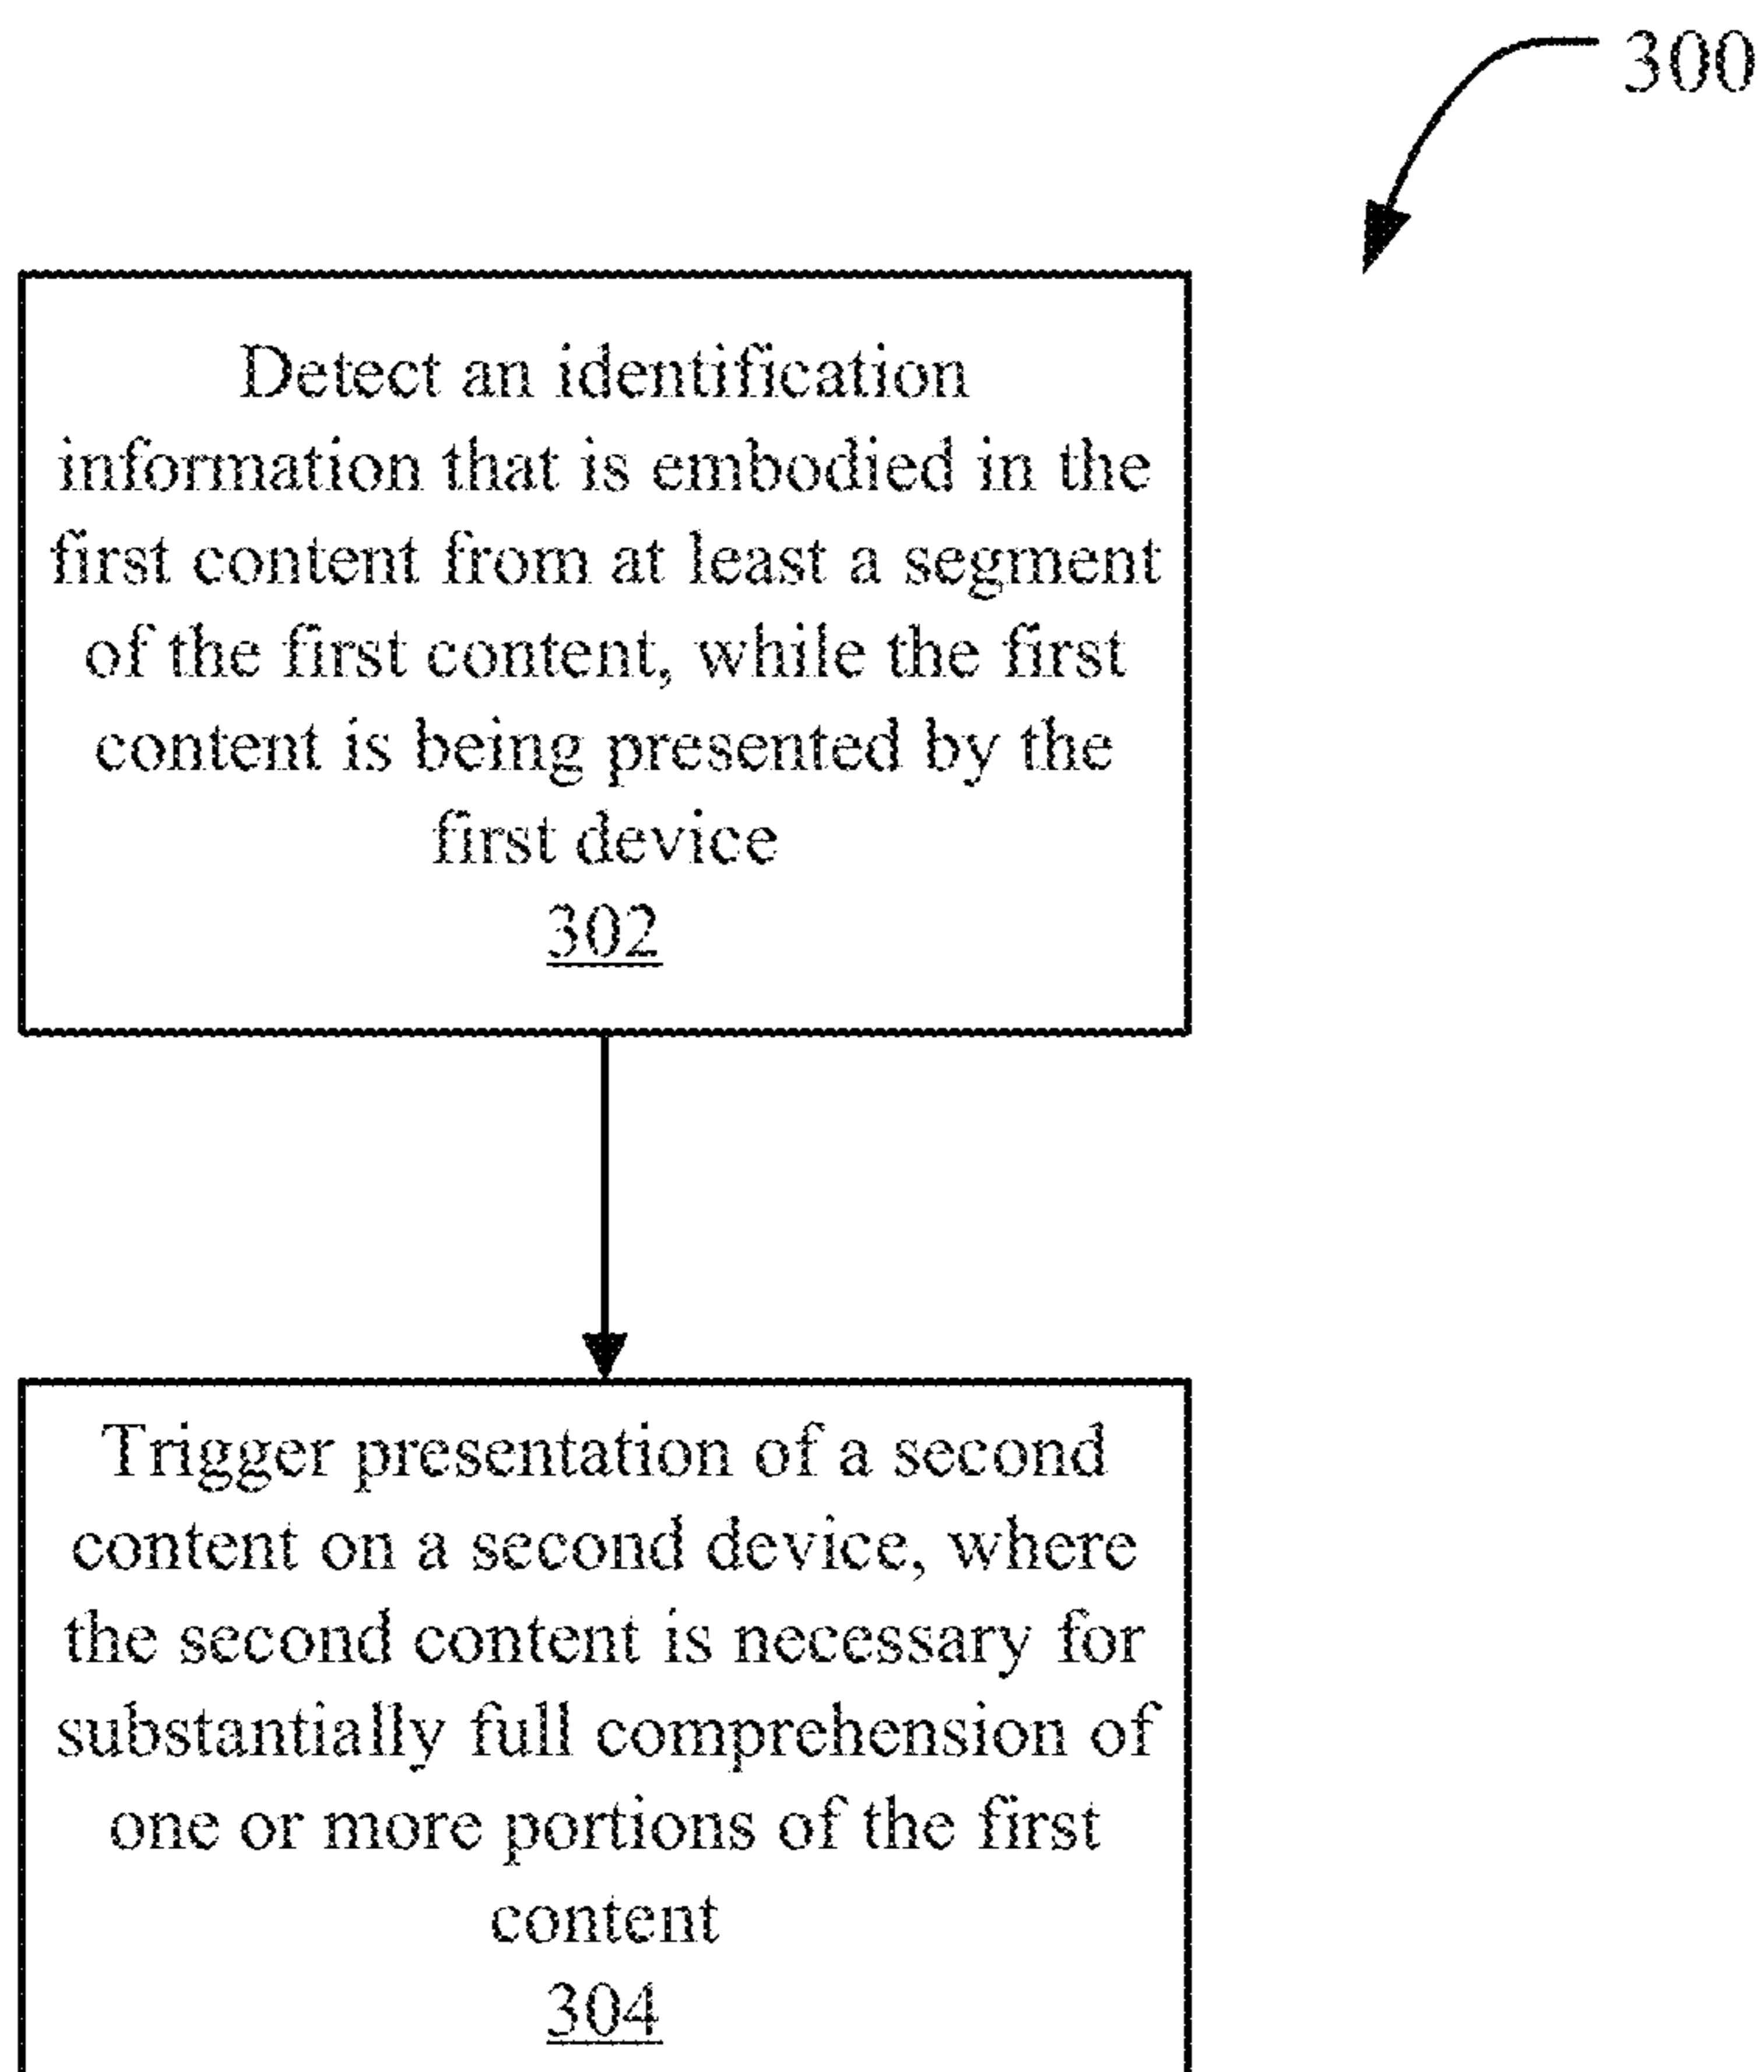 300
Detect an identification
information that is embodied in the
first content from at least a segment
of the first content, while the first
content is being presented by the
first device
302
Trigger presentation of a second
content on a second device, where
the second content is necessary for
substantially full comprehension of
one or more portions of the first
content
304